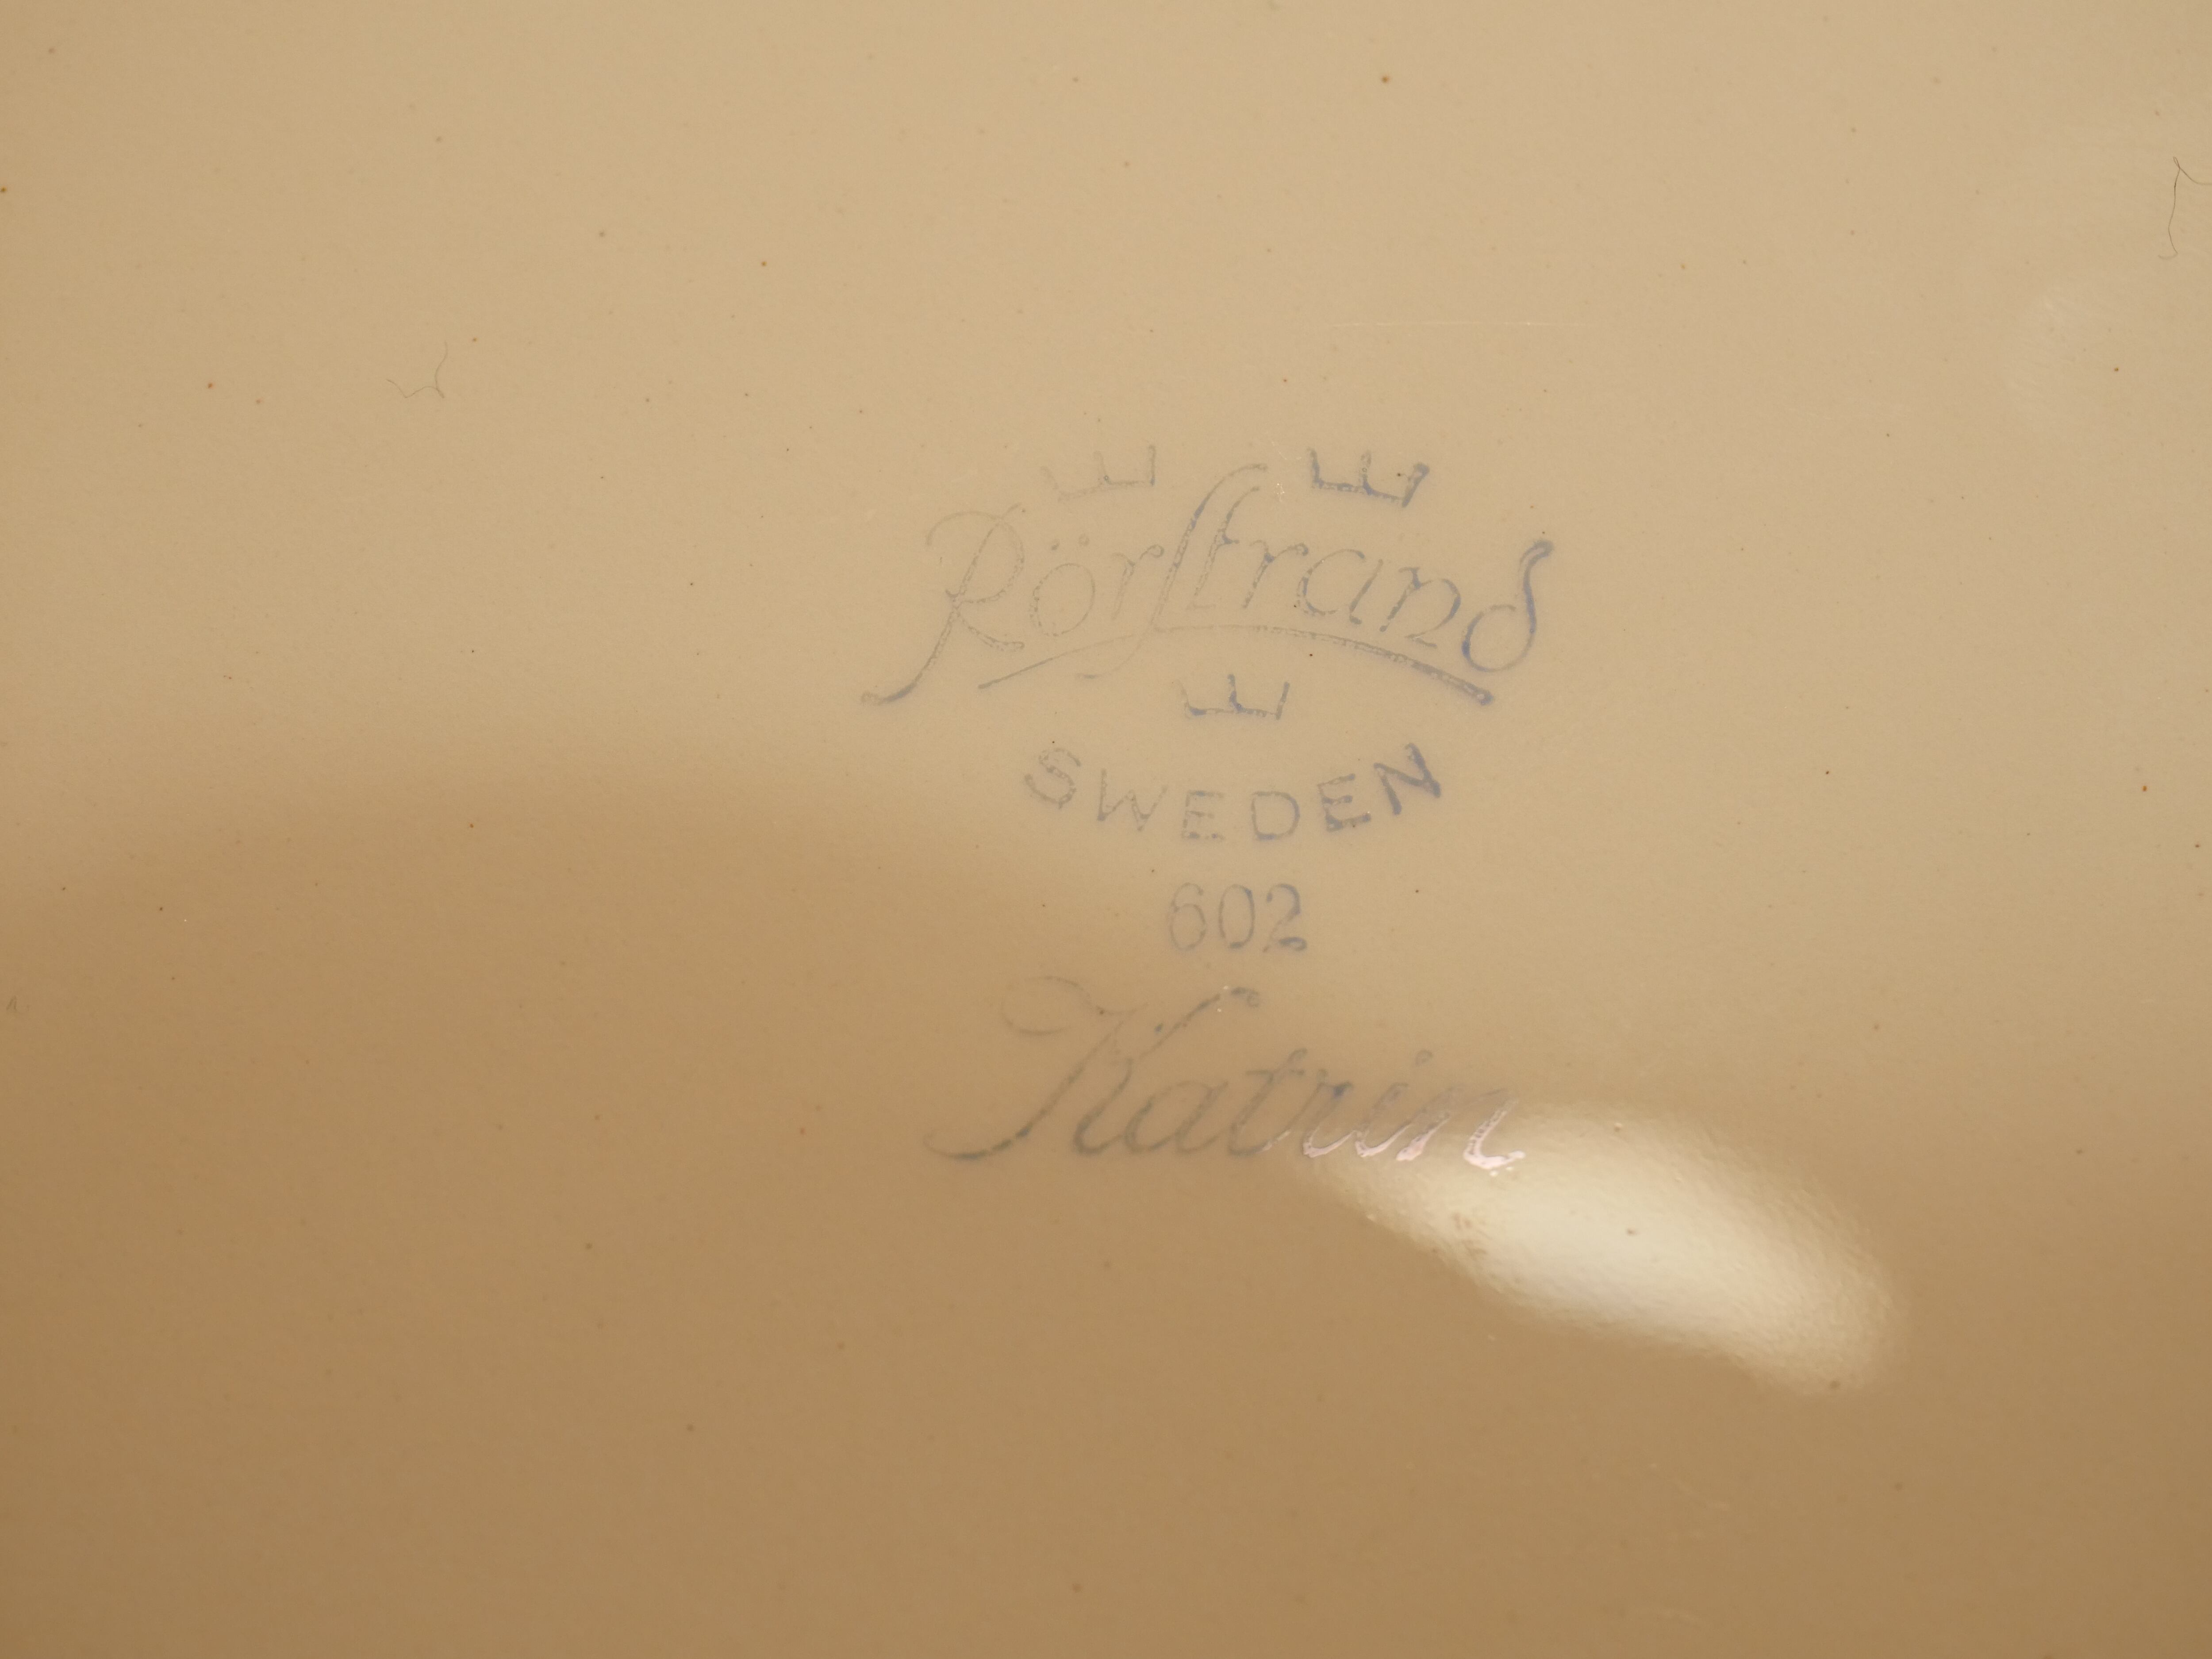 Rörstrand
SWEDEN
602
Katrin